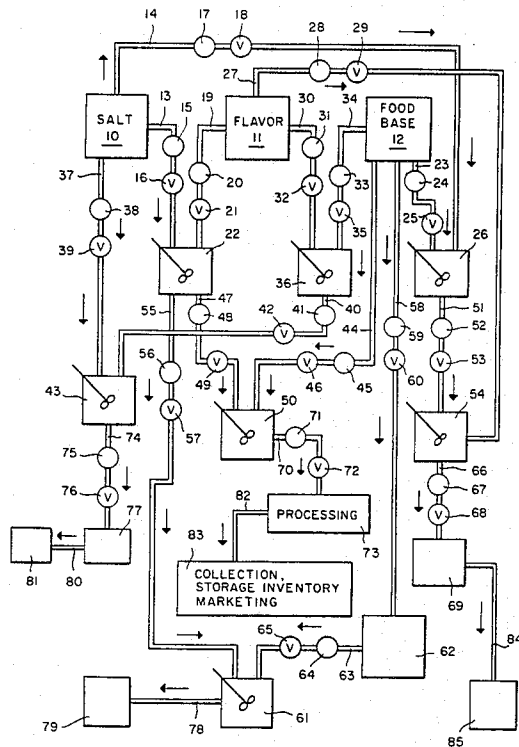 14 17 18 28 29
27
13 15 19 30 31 34
SALT
10
FLAVOR
11
FOOD
BASE
12
37 16 V 20 32 V 33 23
24
38 21 V 35 V 25 V
39 V 22 36 26
55 47 42 41 40 58 51
48 V 44 59 52
56 49 V 46 V 45 60 V 53 V
43 57 V 50 71 54
74 70 72 V 66
75 82 67
76 V 83 PROCESSING 73 68 V
77
81 80 COLLECTION,
STORAGE INVENTORY
MARKETING
69
65 V 84
64 63 62
79 78 61 85